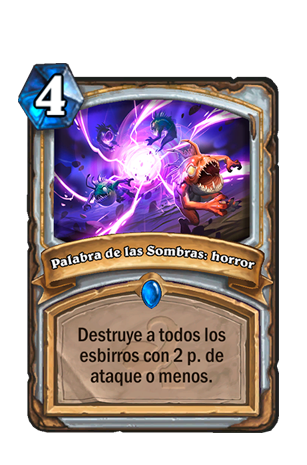 4
Palabra de las Sombras: horror
Destruye a todos los
esbirros con 2 p. de
ataque o menos.